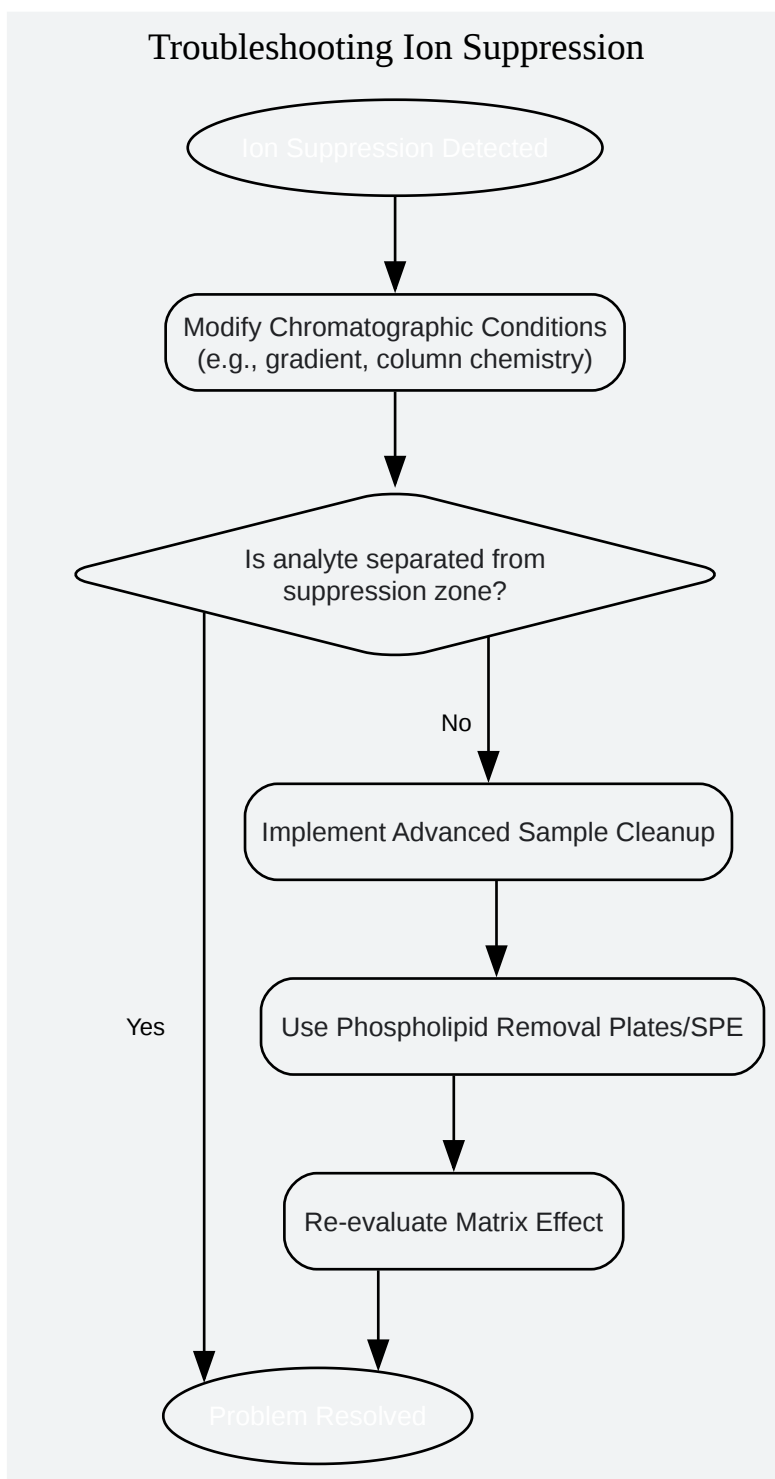 Troubleshooting Ion Suppression
Ion Suppression Detected
Modify Chromatographic Conditions
(e.g., gradient, column chemistry)
Is analyte separated from
suppression zone?
No
Implement Advanced Sample Cleanup
Yes
Use Phospholipid Removal Plates/SPE
Re-evaluate Matrix Effect
Problem Resolved